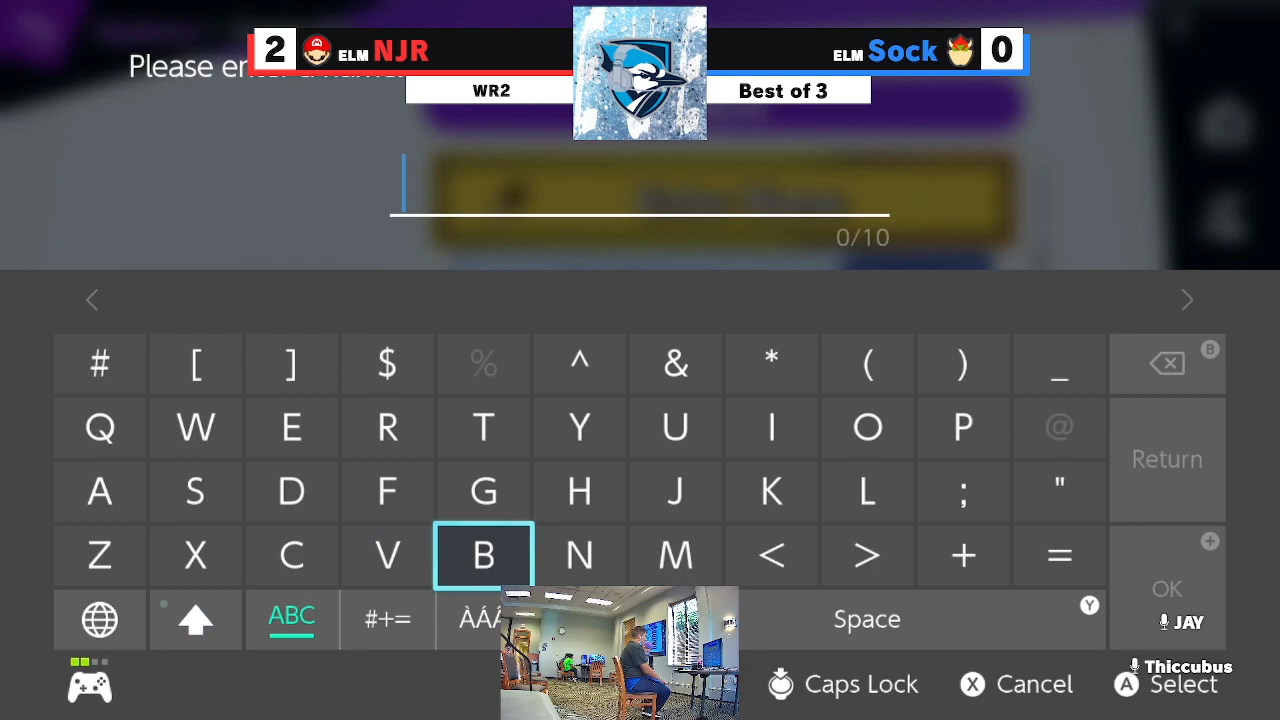 2 ELM NJR
ELM Sock 0
WR2
Best of 3
Please en
0/10
# [ ] $ % ^ & * ( ) _
Q W E R T Y U I O P @
Return
A S D F G H J K L ; "
Z X C V B N M < > + =
OK
ABC #+= ÀÁÂ Space Y
JAY
Thiccubus
Caps Lock X Cancel A Select
B
+